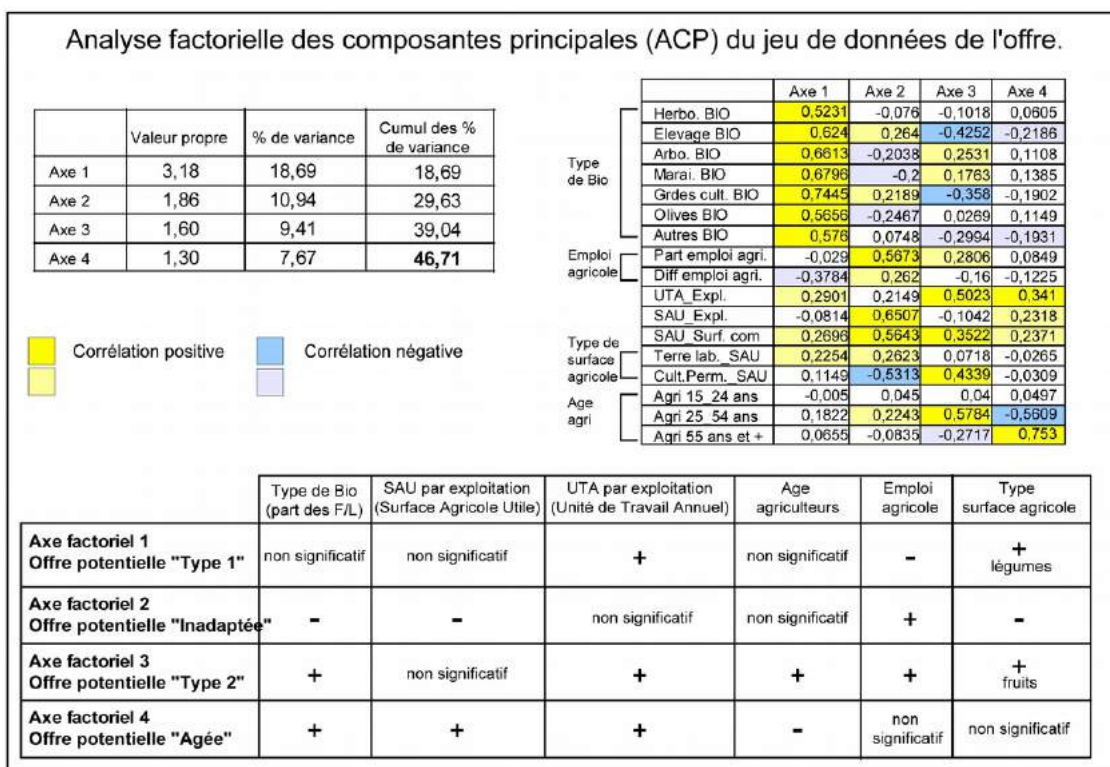 Analyse factorielle des composantes principales (ACP) du jeu de données de l'offre.
Valeur propre % de variance Cumul des % de variance
Axe 1 3,18 18,69 18,69
Axe 2 1,86 10,94 29,63
Axe 3 1,60 9,41 39,04
Axe 4 1,30 7,67 46,71
Corrélation positive Corrélation négative
Axe 1 Axe 2 Axe 3 Axe 4
Type de Bio
Herbo. BIO 0,5231 -0,076 -0,1018 0,0605
Elevage BIO 0,624 0,264 -0,4252 -0,2186
Arbo. BIO 0,6613 -0,2038 0,2531 0,1108
Marai. BIO 0,6796 -0,2 0,1763 0,1385
Grdes cult. BIO 0,7445 0,2189 -0,358 -0,1902
Olives BIO 0,5656 -0,2467 0,0269 0,1149
Autres BIO 0,576 0,0748 -0,2994 -0,1931
Emploi agricole
Part emploi agri. -0,029 0,5673 0,2806 0,0849
Diff emploi agri. -0,3784 0,262 -0,16 -0,1225
UTA_Expl. 0,2901 0,2149 0,5023 0,341
SAU_Expl. -0,0814 0,6507 -0,1042 0,2318
SAU_Surf. com 0,2696 0,5643 0,3522 0,2371
Type de surface agricole
Terre lab._SAU 0,2254 0,2623 0,0718 -0,0265
Cult.Perm._SAU 0,1149 -0,5313 0,4339 -0,0309
Age agri
Agri 15_24 ans -0,005 0,045 0,04 0,0497
Agri 25_54 ans 0,1822 0,2243 0,5784 -0,5609
Agri 55 ans et + 0,0655 -0,0835 -0,2717 0,753
Type de Bio SAU par exploitation UTA par exploitation Age Emploi Type
(part des F/L) (Surface Agricole Utile) (Unité de Travail Annuel) agriculteurs agricole surface agricole
Axe factoriel 1
Offre potentielle "Type 1" non significatif non significatif + non significatif - +
légumes
Axe factoriel 2
Offre potentielle "Inadaptée" - - non significatif non significatif + -
Axe factoriel 3
Offre potentielle "Type 2" + non significatif + + + +
fruits
Axe factoriel 4
Offre potentielle "Agée" + + + - non significatif non significatif